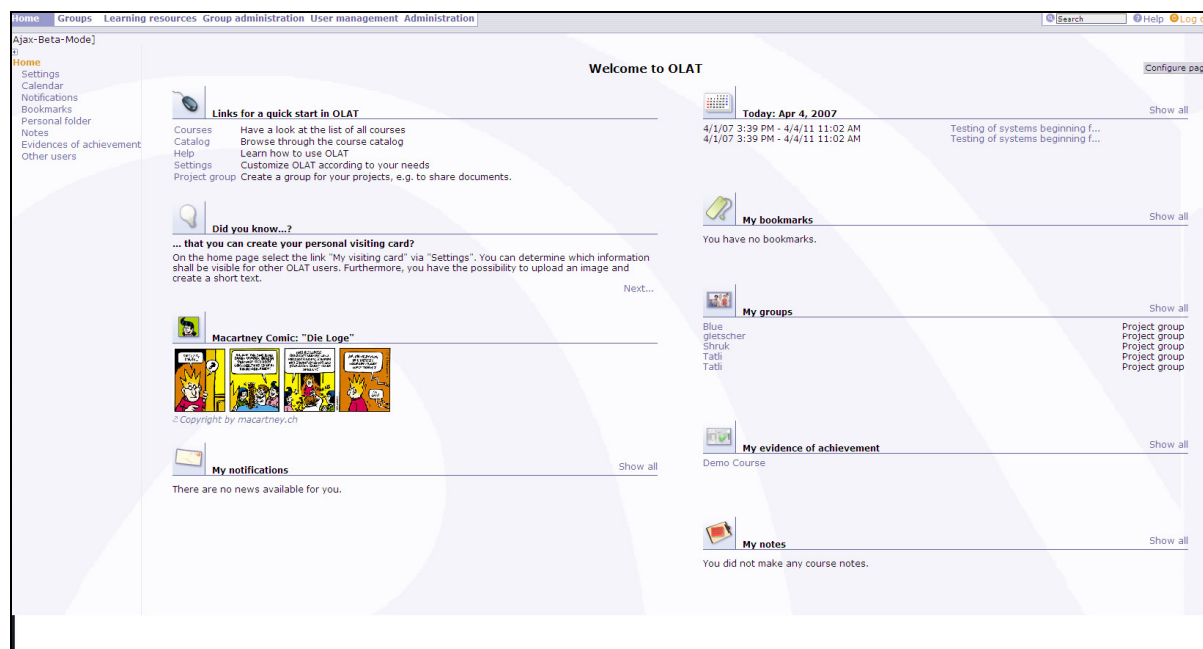 Home Groups Learning resources Group administration User management Administration Search Help Log
Ajax-Beta-Mode]
Home
Settings
Calendar
Notifications
Bookmarks
Personal folder
Notes
Evidences of achievement
Other users
Welcome to OLAT
Configure pag
Links for a quick start in OLAT
Courses Have a look at the list of all courses
Catalog Browse through the course catalog
Help Learn how to use OLAT
Settings Customize OLAT according to your needs
Project group Create a group for your projects, e.g. to share documents.
Did you know...?
... that you can create your personal visiting card?
On the home page select the link "My visiting card" via "Settings". You can determine which information
shall be visible for other OLAT users. Furthermore, you have the possibility to upload an image and
create a short text.
Next...
Macartney Comic: "Die Loge"
Copyright by macartney.ch
My notifications Show all
There are no news available for you.
Today: Apr 4, 2007 Show all
4/1/07 3:39 PM - 4/4/11 11:02 AM Testing of systems beginning f...
4/1/07 3:39 PM - 4/4/11 11:02 AM Testing of systems beginning f...
My bookmarks Show all
You have no bookmarks.
My groups Show all
Blue Project group
gletscher Project group
Shruk Project group
Tatli Project group
Tatli Project group
My evidence of achievement Show all
Demo Course
My notes Show all
You did not make any course notes.